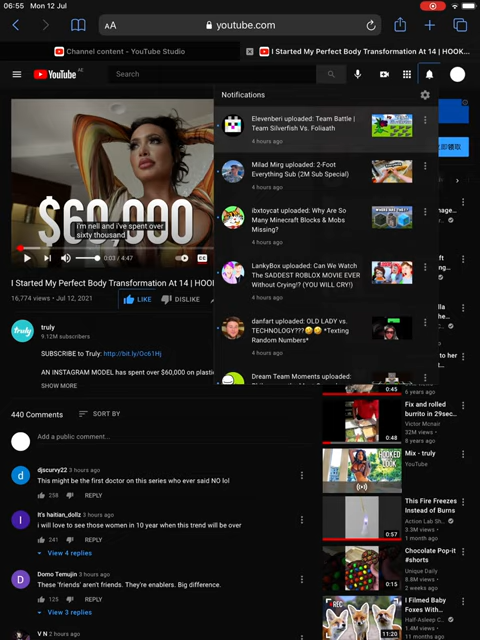 06:55 Mon 12 Jul
AA youtube.com
Channel content - YouTube Studio
I Started My Perfect Body Transformation At 14 | HOOK...
YouTube
Search
Notifications
Elevenberi uploaded: Team Battle |
Team Silverfish Vs. Foliaath
4 hours ago
Milad Mirg uploaded: 2-Foot
Everything Sub (2M Sub Special)
4 hours ago
ibxtoycat uploaded: Why Are So
Many Minecraft Blocks & Mobs
Missing?
4 hours ago
LankyBox uploaded: Can We Watch
The SADDEST ROBLOX MOVIE EVER
Without Crying!? (YOU WILL CRY!)
4 hours ago
danfart uploaded: OLD LADY vs.
TECHNOLOGY???🤣🤣 *Texting
Random Numbers*
4 hours ago
Dream Team Moments uploaded:
$60,000
i'm nell and i've spent over
sixty thousand
0:03 / 4:47
I Started My Perfect Body Transformation At 14 | HOO
16,774 views • Jul 12, 2021
LIKE
DISLIKE
truly
truly
9.12M subscribers
SUBSCRIBE to Truly: http://bit.ly/Oc61Hj
AN INSTAGRAM MODEL has spent over $60,000 on plasti
SHOW MORE
440 Comments
SORT BY
Add a public comment...
d
djscurvy22 3 hours ago
This might be the first doctor on this series who ever said NO lol
258
REPLY
I
It's haitian_dollz 3 hours ago
i will love to see those women in 10 year when this trend will be over
241
REPLY
View 4 replies
D
Domo Temujin 3 hours ago
These 'friends' aren't friends. They're enablers. Big difference.
125
REPLY
View 3 replies
V N 2 hours ago
即領取
nage...
to her
0:45
6 years ago
Fix and rolled
burrito in 29sec...
Victor Mcnair
32M views •
8 years ago
0:48
HOOKED
LOOK
Mix - truly
YouTube
This Fire Freezes
Instead of Burns
Action Lab Sh...
3.3M views •
1 month ago
0:57
Chocolate Pop-it
#shorts
Unique Daily
8.8M views •
2 weeks ago
0:15
REC
I Filmed Baby
Foxes With...
Half-Asleep C...
1.4M views •
11 months ago
11:20